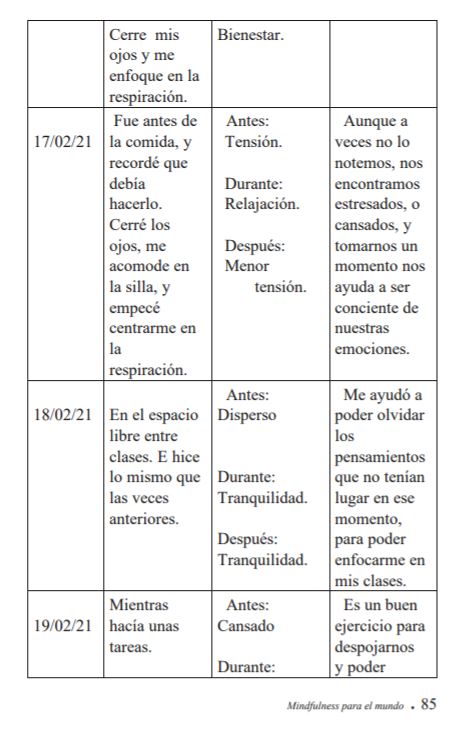 Cerre mis
ojos y me
enfoque en la
respiración.
Bienestar.
17/02/21
Fue antes de
la comida, y
recordé que
debía
hacerlo.
Cerré los
ojos, me
acomode en
la silla, y
empecé
centrarme en
la
respiración.
Antes:
Tensión.
Durante:
Relajación.
Después:
Menor
tensión.
Aunque a
veces no lo
notemos, nos
encontramos
estresados, o
cansados, y
tomarnos un
momento nos
ayuda a ser
conciente de
nuestras
emociones.
18/02/21
En el espacio
libre entre
clases. E hice
lo mismo que
las veces
anteriores.
Antes:
Disperso
Durante:
Tranquilidad.
Después:
Tranquilidad.
Me ayudó a
poder olvidar
los
pensamientos
que no tenían
lugar en ese
momento,
para poder
enfocarme en
mis clases.
19/02/21
Mientras
hacía unas
tareas.
Antes:
Cansado
Durante:
Es un buen
ejercicio para
despojarnos
y poder
Mindfulness para el mundo . 85